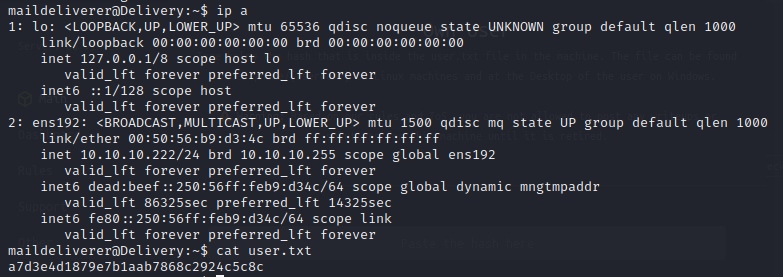 maildeliverer@Delivery:~$ ip a
1: lo: <LOOPBACK,UP,LOWER_UP> mtu 65536 qdisc noqueue state UNKNOWN group default qlen 1000
link/loopback 00:00:00:00:00:00 brd 00:00:00:00:00:00
inet 127.0.0.1/8 scope host lo
valid_lft forever preferred_lft forever
inet6 ::1/128 scope host
valid_lft forever preferred_lft forever
2: ens192: <BROADCAST,MULTICAST,UP,LOWER_UP> mtu 1500 qdisc mq state UP group default qlen 1000
link/ether 00:50:56:b9:d3:4c brd ff:ff:ff:ff:ff:ff
inet 10.10.10.222/24 brd 10.10.10.255 scope global ens192
valid_lft forever preferred_lft forever
inet6 dead:beef::250:56ff:feb9:d34c/64 scope global dynamic mngtmpaddr
valid_lft 86325sec preferred_lft 14325sec
inet6 fe80::250:56ff:feb9:d34c/64 scope link
valid_lft forever preferred_lft forever
maildeliverer@Delivery:~$ cat user.txt
a7d3e4d1879e7b1aab7868c2924c5c8c